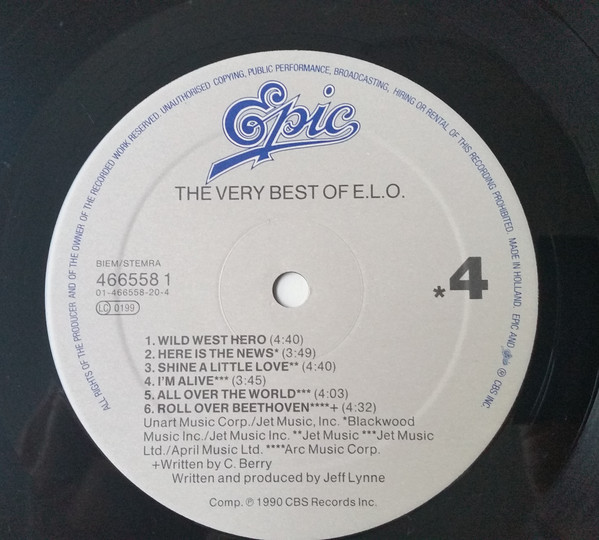 ALL RIGHTS OF THE PRODUCER AND OF THE OWNER OF THE RECORDED WORK RESERVED. UNAUTHORISED COPYING, PUBLIC PERFORMANCE, BROADCASTING, HIRING OR RENTAL OF THIS RECORDING PROHIBITED. MADE IN HOLLAND. EPIC AND
® CBS INC.
Epic
THE VERY BEST OF E.L.O.
BIEM/STEMRA
466558 1
01-466558-20-4
LC 0199
*4
1. WILD WEST HERO (4:40)
2. HERE IS THE NEWS* (3:49)
3. SHINE A LITTLE LOVE** (4:40)
4. I'M ALIVE*** (3:45)
5. ALL OVER THE WORLD*** (4:03)
6. ROLL OVER BEETHOVEN****+ (4:32)
Unart Music Corp./Jet Music, Inc. *Blackwood
Music Inc./Jet Music Inc. **Jet Music ***Jet Music
Ltd./April Music Ltd. ****Arc Music Corp.
+Written by C. Berry
Written and produced by Jeff Lynne
Comp. ℗ 1990 CBS Records Inc.